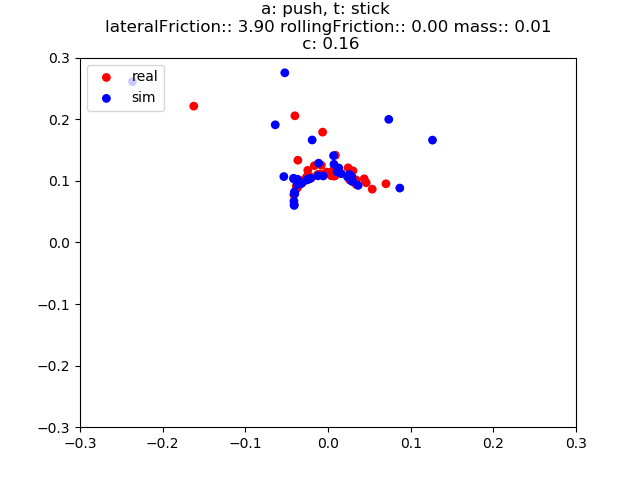 a: push, t: stick
lateralFriction:: 3.90 rollingFriction:: 0.00 mass:: 0.01
c: 0.16
real
sim
0.3
0.2
0.1
0.0
−0.1
−0.2
−0.3
−0.3
−0.2
−0.1
0.0
0.1
0.2
0.3